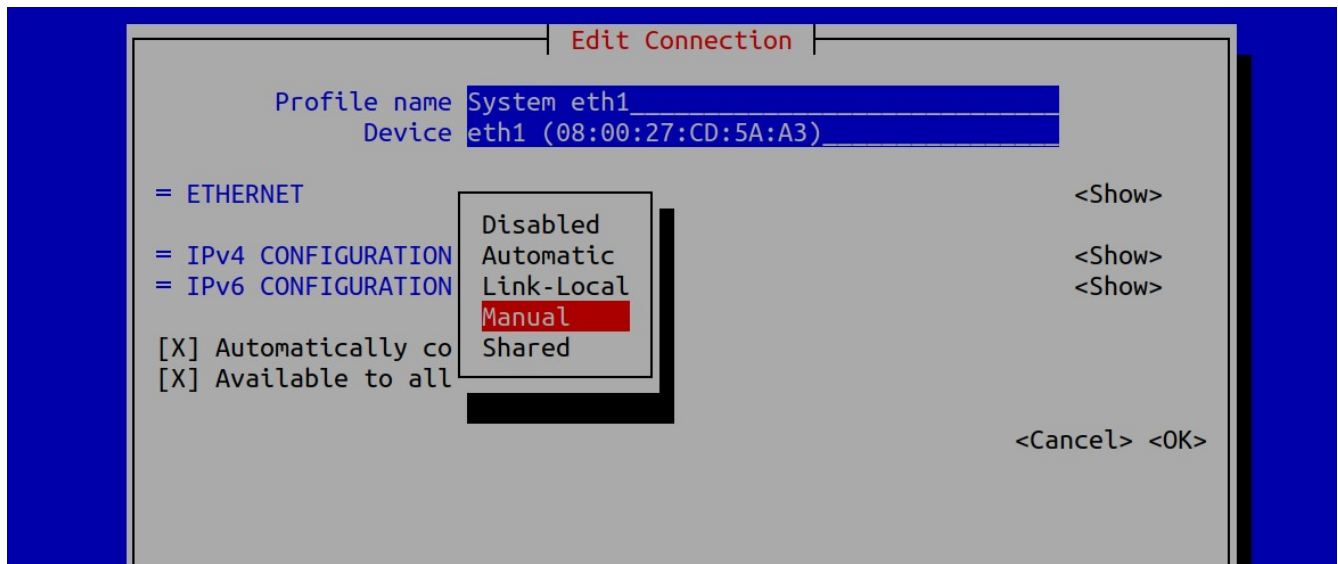 Edit Connection
Profile name System eth1
Device eth1 (08:00:27:CD:5A:A3)
= ETHERNET <Show>
Disabled
= IPv4 CONFIGURATION Automatic <Show>
= IPv6 CONFIGURATION Link-Local <Show>
Manual
[X] Automatically co Shared
[X] Available to all
<Cancel> <OK>